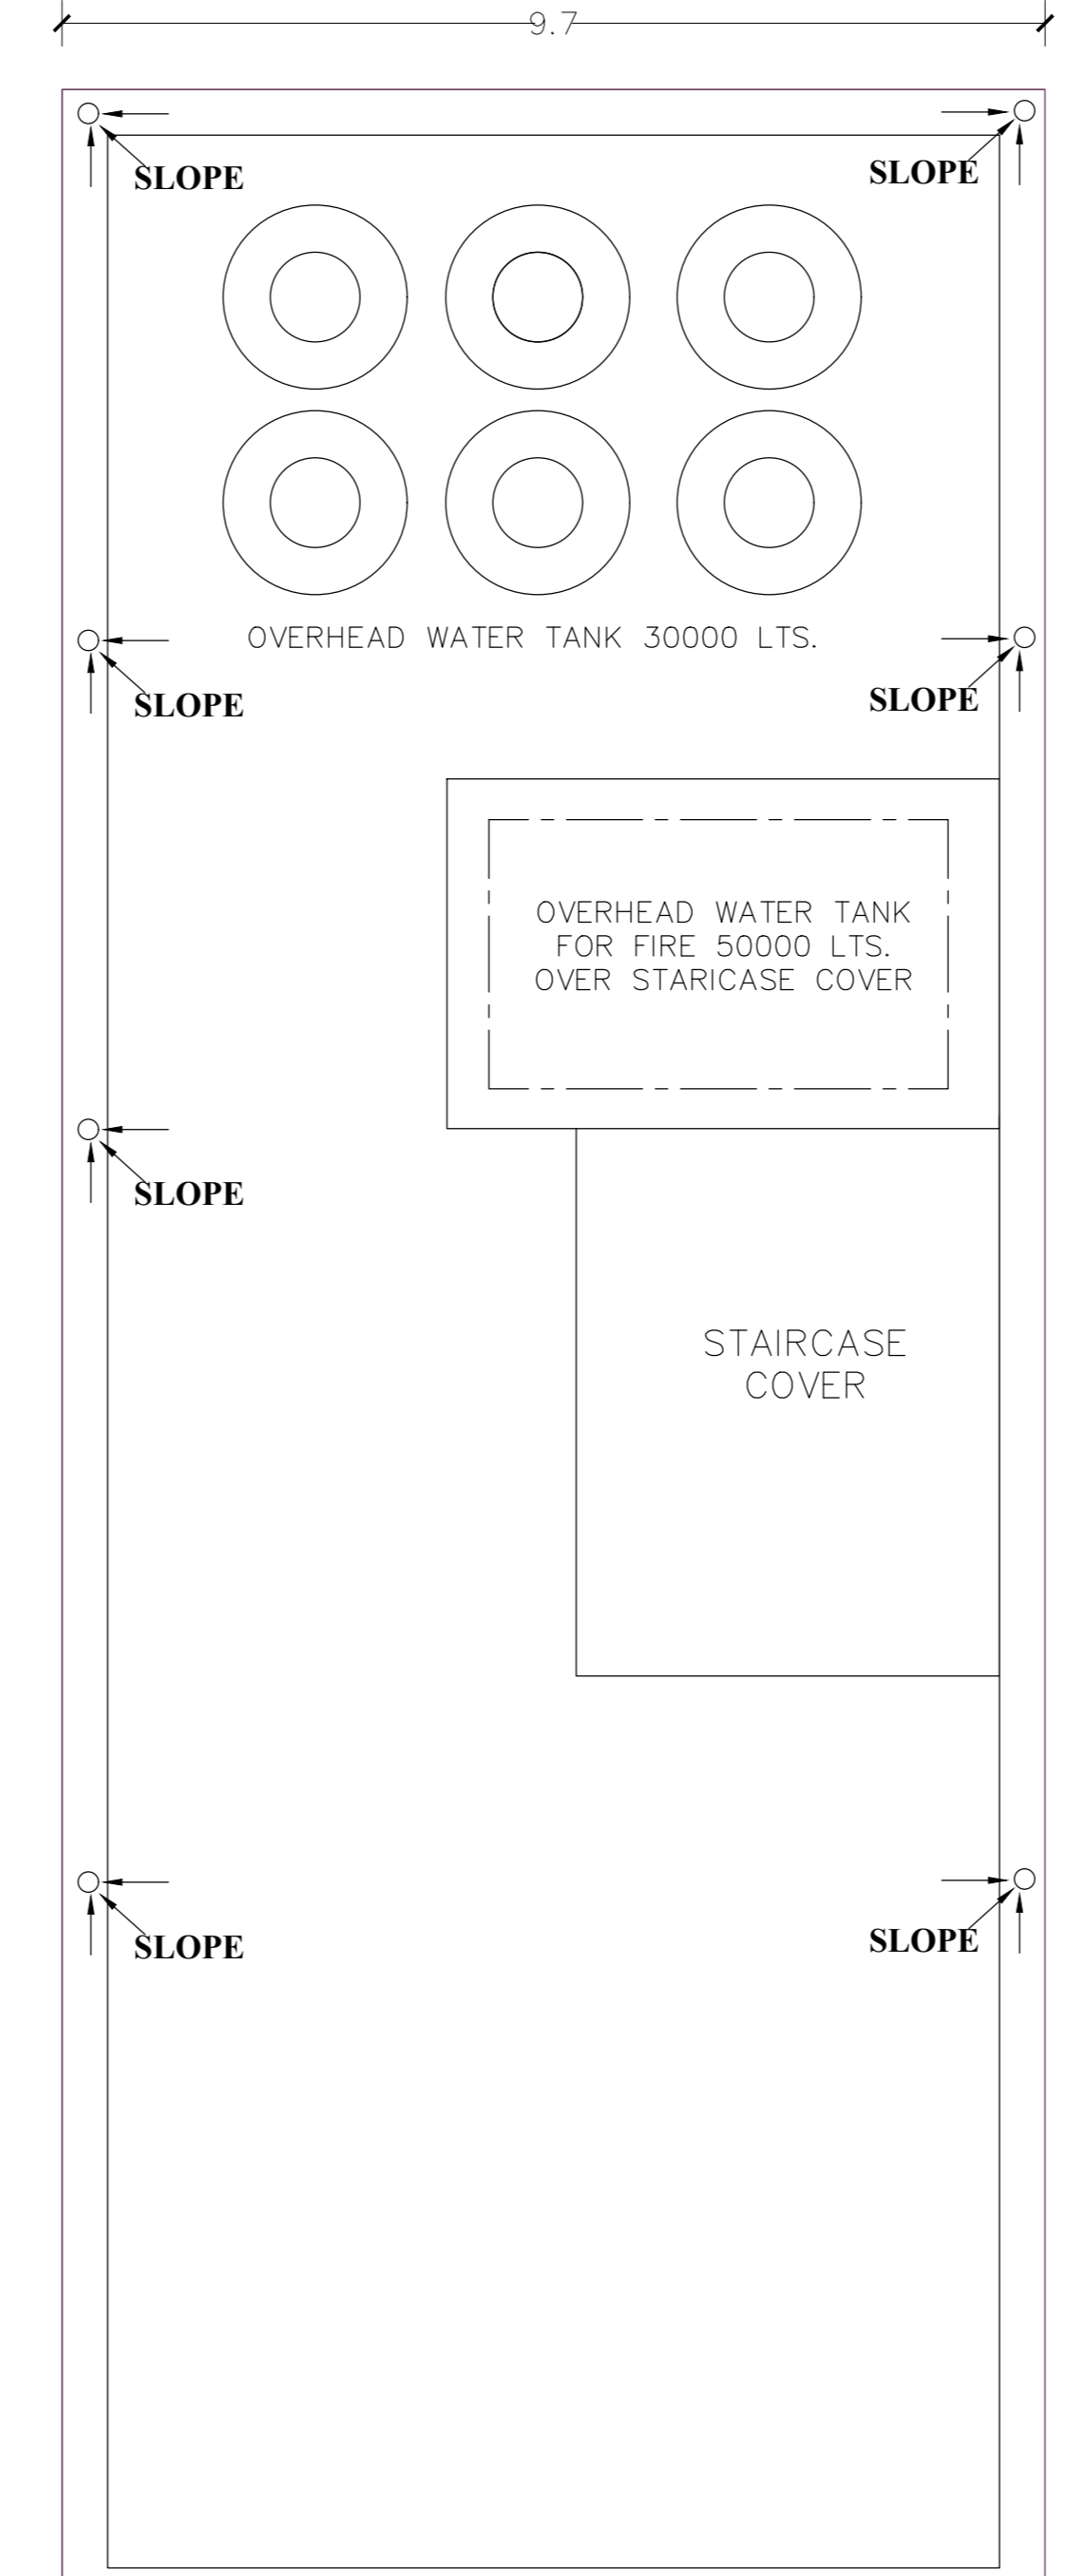 9.7
SLOPE
SLOPE
OVERHEAD WATER TANK 30000 LTS.
SLOPE
SLOPE
OVERHEAD WATER TANK
FOR FIRE 50000 LTS.
OVER STARICASE COVER
SLOPE
STAIRCASE
COVER
SLOPE
SLOPE